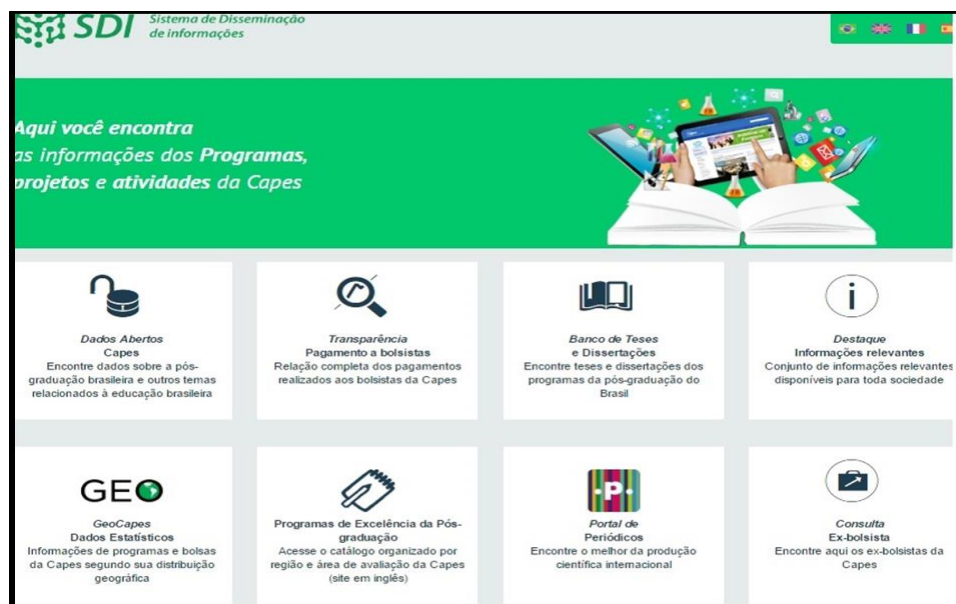 SDI
Sistema de Disseminação
de informações
Aqui você encontra
as informações dos Programas,
projetos e atividades da Capes
Dados Abertos
Capes
Encontre dados sobre a pós-
graduação brasileira e outros temas
relacionados à educação brasileira
Transparência
Pagamento a bolsistas
Relação completa dos pagamentos
realizados aos bolsistas da Capes
Banco de Teses
e Dissertações
Encontre teses e dissertações dos
programas da pós-graduação do
Brasil
Destaque
Informações relevantes
Conjunto de informações relevantes
disponíveis para toda sociedade
GEO
GeoCapes
Dados Estatísticos
Informações de programas e bolsas
da Capes segundo sua distribuição
geográfica
Programas de Excelência da Pós-
graduação
Acesse o catálogo organizado por
região e área de avaliação da Capes
(site em inglês)
.P.
Portal de
Periódicos
Encontre o melhor da produção
científica internacional
Consulta
Ex-bolsista
Encontre aqui os ex-bolsistas da
Capes